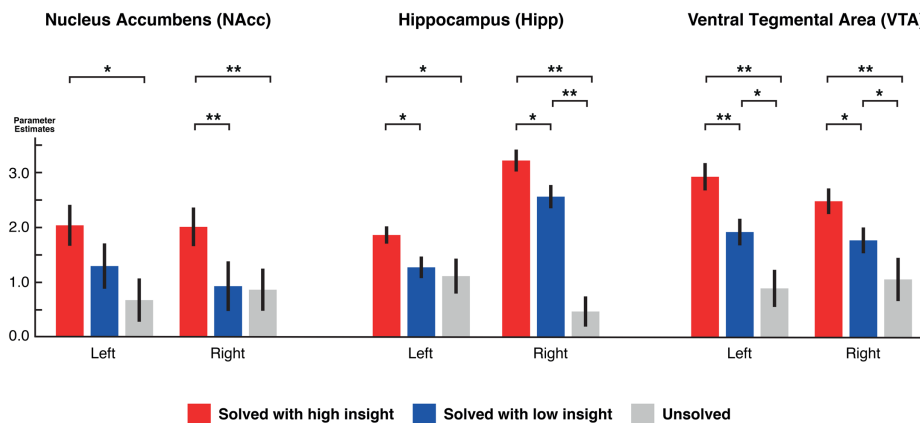 Nucleus Accumbens (NAcc)
Hippocampus (Hipp)
Ventral Tegmental Area (VTA)
* ** * ** ** **
** * *
** * ** * * *
Parameter
Estimates
3.0
2.0
1.0
0.0
Left Right Left Right Left Right
Solved with high insight Solved with low insight Unsolved